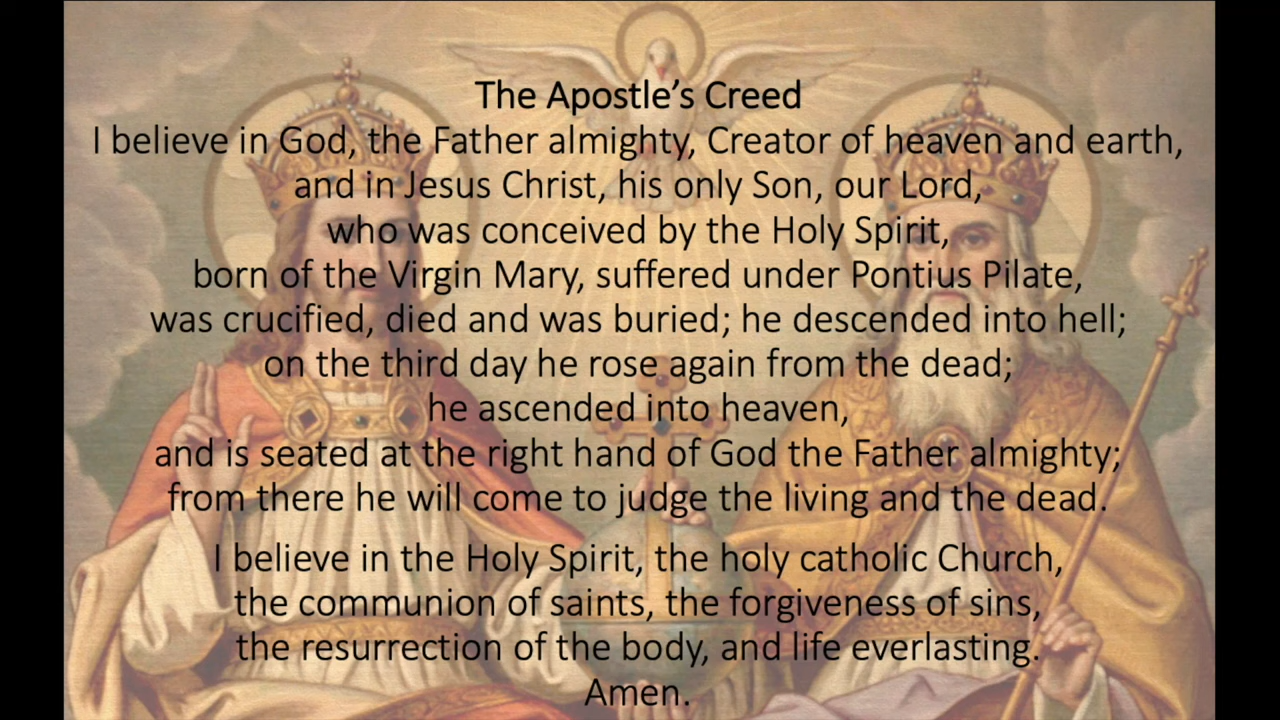 The Apostle’s Creed
I believe in God, the Father almighty, Creator of heaven and earth,
and in Jesus Christ, his only Son, our Lord,
who was conceived by the Holy Spirit,
born of the Virgin Mary, suffered under Pontius Pilate,
was crucified, died and was buried; he descended into hell;
on the third day he rose again from the dead;
he ascended into heaven,
and is seated at the right hand of God the Father almighty;
from there he will come to judge the living and the dead.
I believe in the Holy Spirit, the holy catholic Church,
the communion of saints, the forgiveness of sins,
the resurrection of the body, and life everlasting.
Amen.